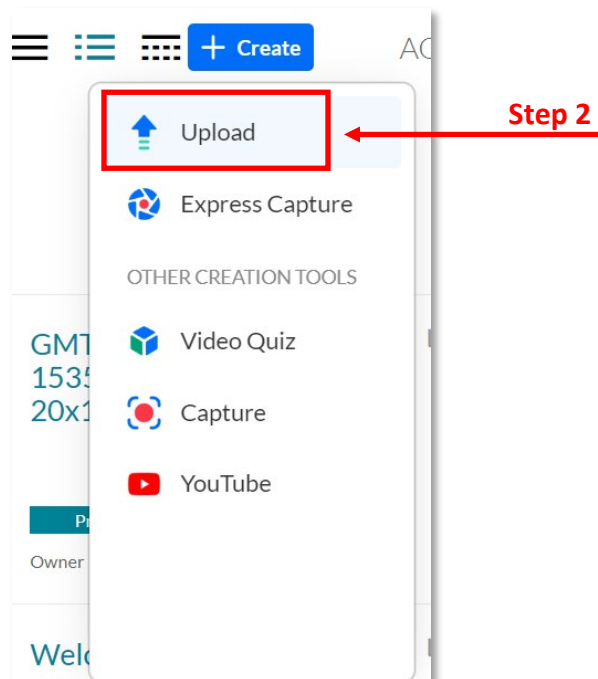 + Create
AC
Upload
Step 2
Express Capture
OTHER CREATION TOOLS
GMT
Video Quiz
1535
20x1
Capture
YouTube
Pr
Owner
Welc